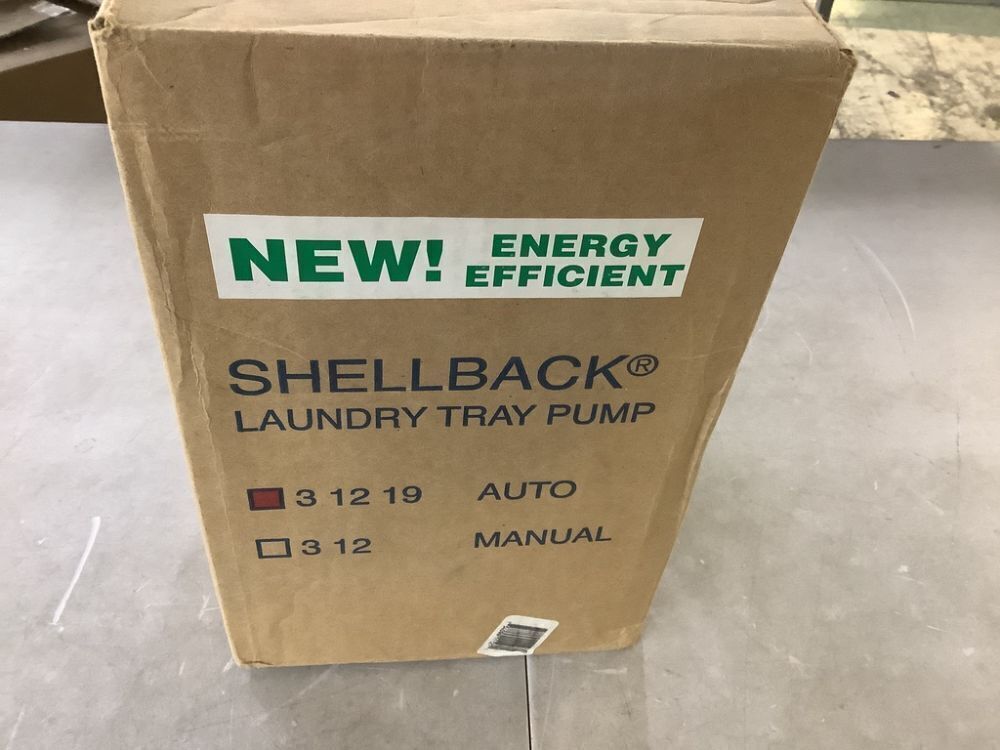 NEW! ENERGY EFFICIENT
SHELLBACK®
LAUNDRY TRAY PUMP
3 12 19 AUTO
3 12 MANUAL